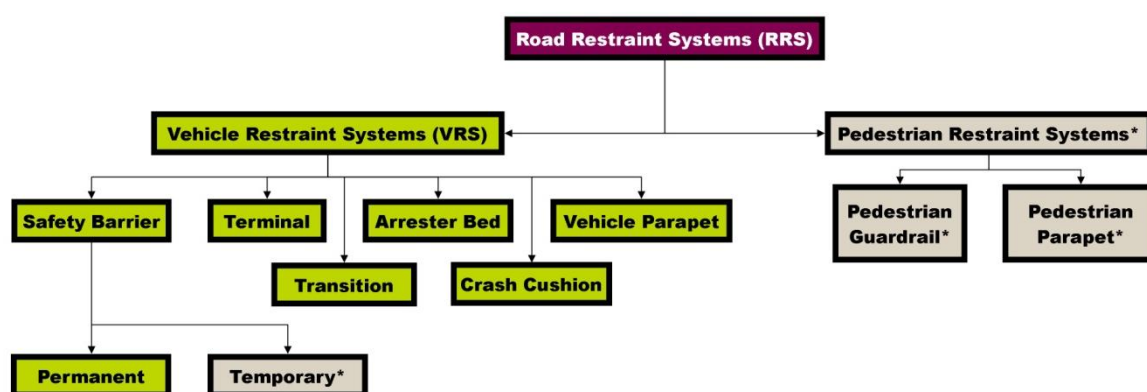 Road Restraint Systems (RRS)
Vehicle Restraint Systems (VRS)
Pedestrian Restraint Systems*
Safety Barrier
Terminal
Arrester Bed
Vehicle Parapet
Pedestrian
Guardrail*
Pedestrian
Parapet*
Transition
Crash Cushion
Permanent
Temporary*